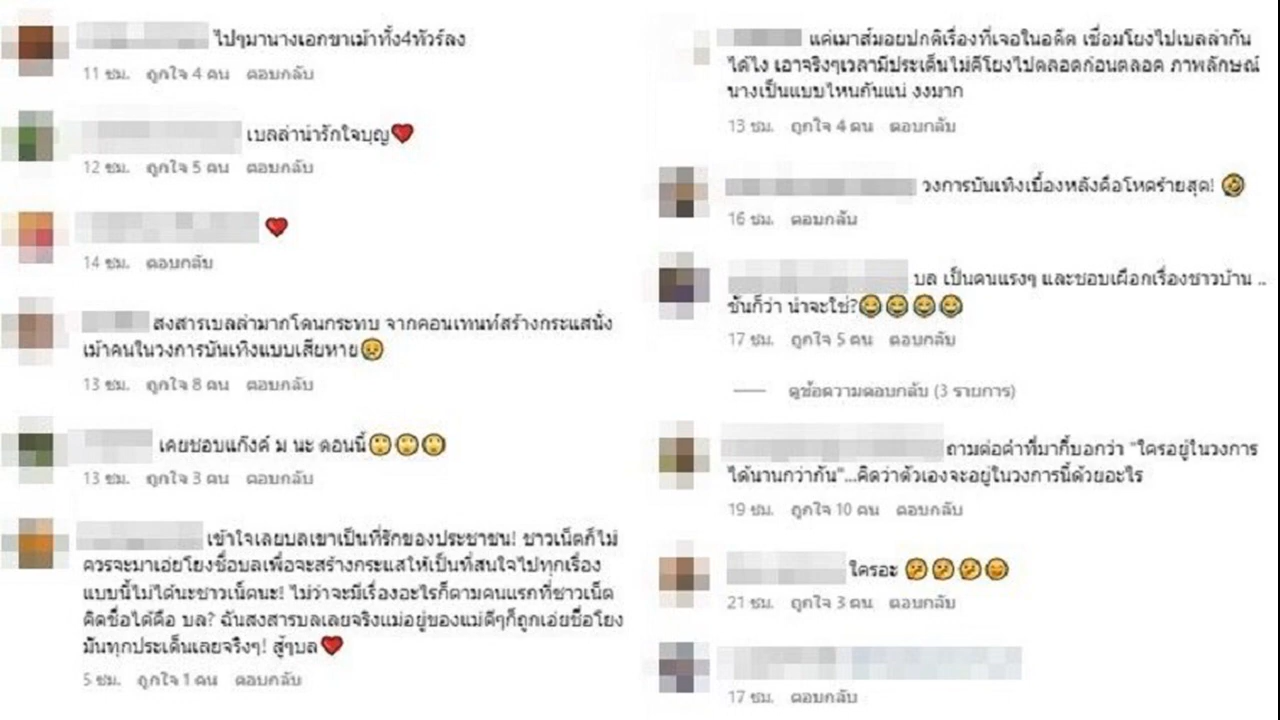 ไปๆมานางเอกขาเม้าทั้ง4ทัวร์ลง
11 ชม. ถูกใจ 4 คน ตอบกลับ
เบลล่าน่ารักใจบุญ❤️
12 ชม. ถูกใจ 5 คน ตอบกลับ
❤️
14 ชม. ตอบกลับ
สงสารเบลล่ามากโดนกระทบ จากคอนเทนท์สร้างกระแสนั่ง
เม้าคนในวงการบันเทิงแบบเสียหาย😢
13 ชม. ถูกใจ 8 คน ตอบกลับ
เคยชอบแก๊งค์ ม นะ ตอนนี้🙄🙄🙄
13 ชม. ถูกใจ 3 คน ตอบกลับ
เข้าใจเลยบลเขาเป็นที่รักของประชาชน! ชาวเน็ตก็ไม่
ควรจะมาเอ่ยโยงชื่อบลเพื่อจะสร้างกระแสให้เป็นที่สนใจไปทุกเรื่อง
แบบนี้ไม่ได้นะชาวเน็ตนะ! ไม่ว่าจะมีเรื่องอะไรก็ตามคนแรกที่ชาวเน็ต
คิดชื่อได้คือ บล? ฉันสงสารบลเลยจริงแม่อยู่ของแม่ดีๆก็ถูกเอ่ยชื่อโยง
มันทุกประเด็นเลยจริงๆ! สู้ๆบล❤️
5 ชม. ถูกใจ 1 คน ตอบกลับ
แค่เมาส์มอยปกติเรื่องที่เจอในอดีต เชื่อมโยงไปเบลล่ากัน
ได้ไง เอาจริงๆเวลามีประเด็นไม่ดีโยงไปตลอดก่อนตลอด ภาพลักษณ์
นางเป็นแบบไหนกันแน่ งงมาก
13 ชม. ถูกใจ 4 คน ตอบกลับ
วงการบันเทิงเบื้องหลังคือโหดร้ายสุด! 🤣
16 ชม. ตอบกลับ
บล เป็นคนแรงๆ และชอบเผือกเรื่องชาวบ้าน ..
ชั้นก็ว่า น่าจะใช่?😂😂😂😂
17 ชม. ถูกใจ 5 คน ตอบกลับ
ดูข้อความตอบกลับ (3 รายการ)
ถามต่อคำที่มากี้บอกว่า "ใครอยู่ในวงการ
ได้นานกว่ากัน"...คิดว่าตัวเองจะอยู่ในวงการนี้ด้วยอะไร
19 ชม. ถูกใจ 10 คน ตอบกลับ
ใครอะ 🤔🤔🤔😁
21 ชม. ถูกใจ 3 คน ตอบกลับ
17 ชม. ตอบกลับ